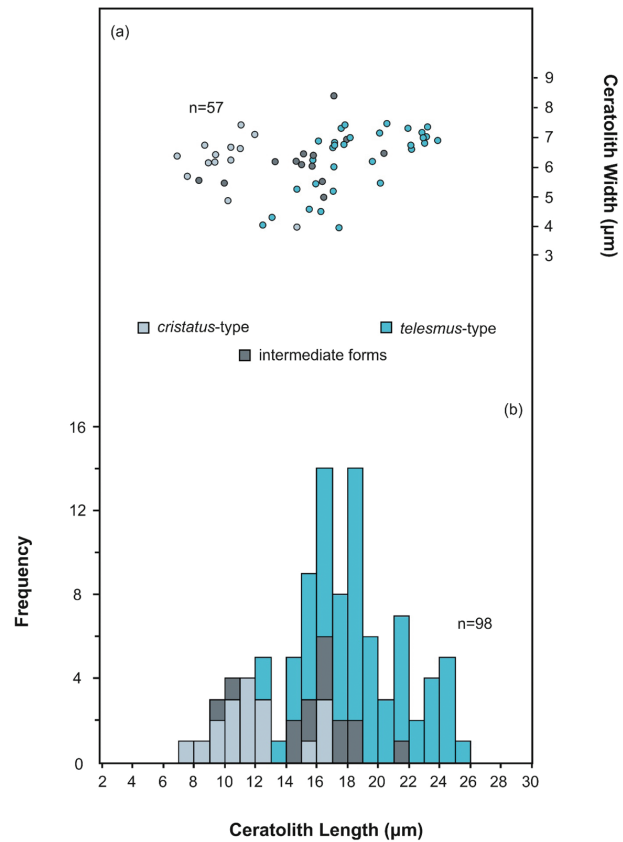 (a)
n=57
9
8
7
6
5
4
3
Ceratolith Width (μm)
cristatus-type
telesmus-type
intermediate forms
(b)
16
12
8
4
0
Frequency
n=98
2 4 6 8 10 12 14 16 18 20 22 24 26 28 30
Ceratolith Length (μm)